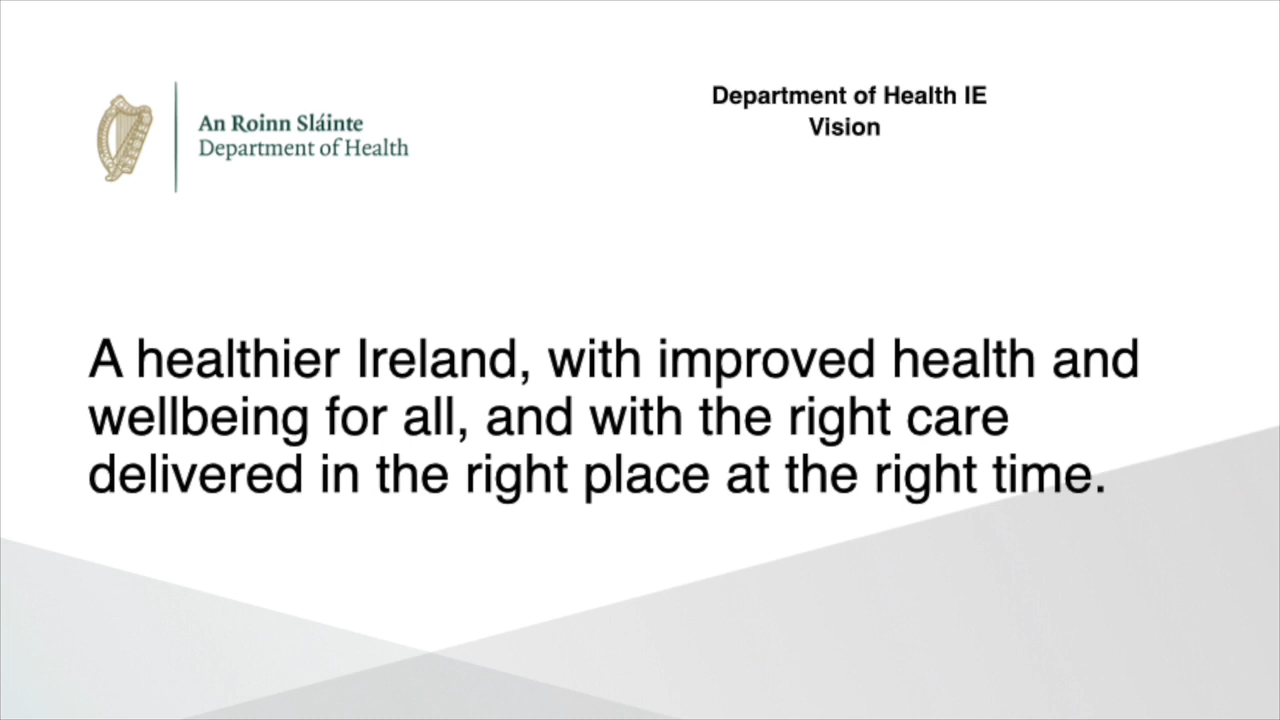 An Roinn Sláinte
Department of Health
Department of Health IE
Vision
A healthier Ireland, with improved health and
wellbeing for all, and with the right care
delivered in the right place at the right time.